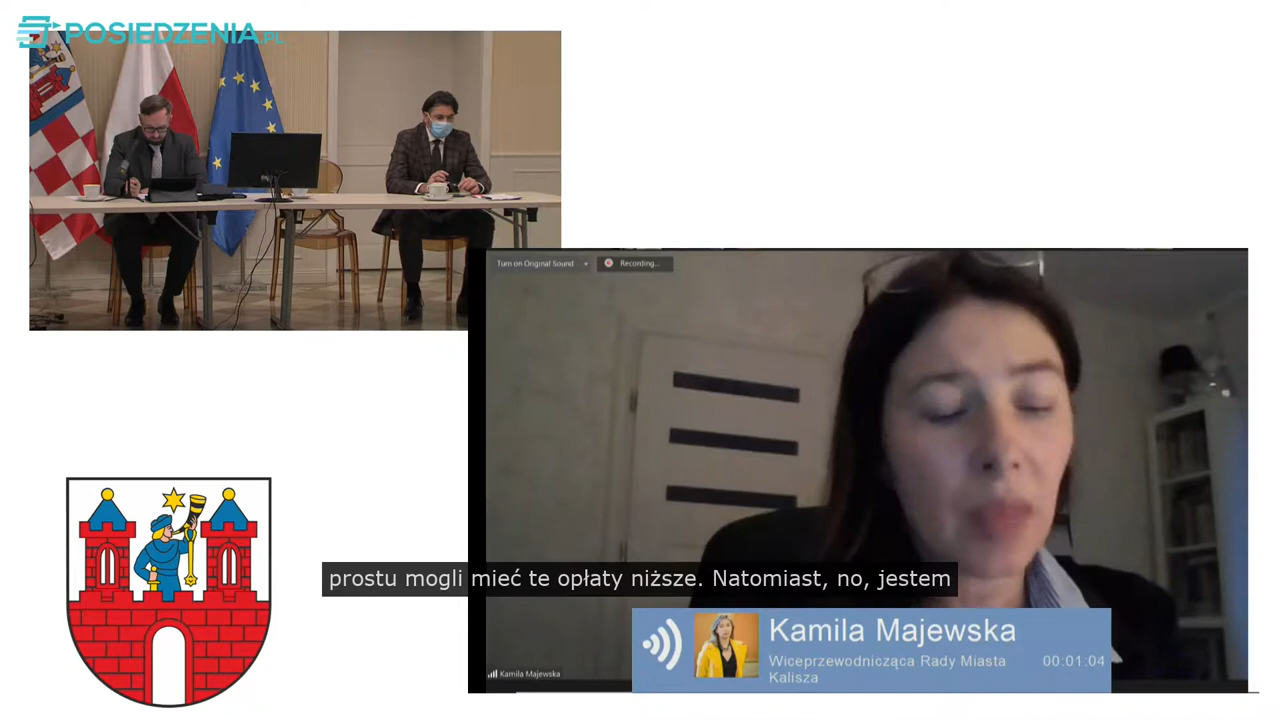 POSIEDZENIA.PL
Turn on Original Sound
Recording...
prostu mogli mieć te opłaty niższe. Natomiast, no, jestem
Kamila Majewska
Wiceprzewodnicząca Rady Miasta
Kalisza
00:01:04
Kamila Majewska